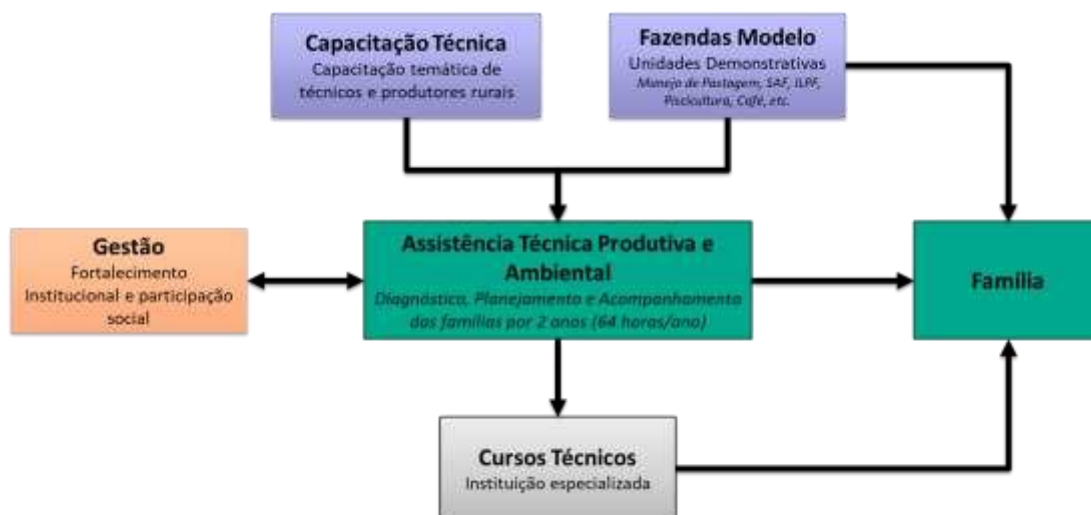 Capacitação Técnica
Capacitação temática de
técnicos e produtores rurais
Fazendas Modelo
Unidades Demonstrativas
Manejo de Pastagem, SAF, ILPF,
Piscicultura, Café, etc.
Gestão
Fortalecimento
Institucional e participação
social
Assistência Técnica Produtiva e
Ambiental
Diagnóstico, Planejamento e Acompanhamento
das famílias por 2 anos (64 horas/ano)
Família
Cursos Técnicos
Instituição especializada